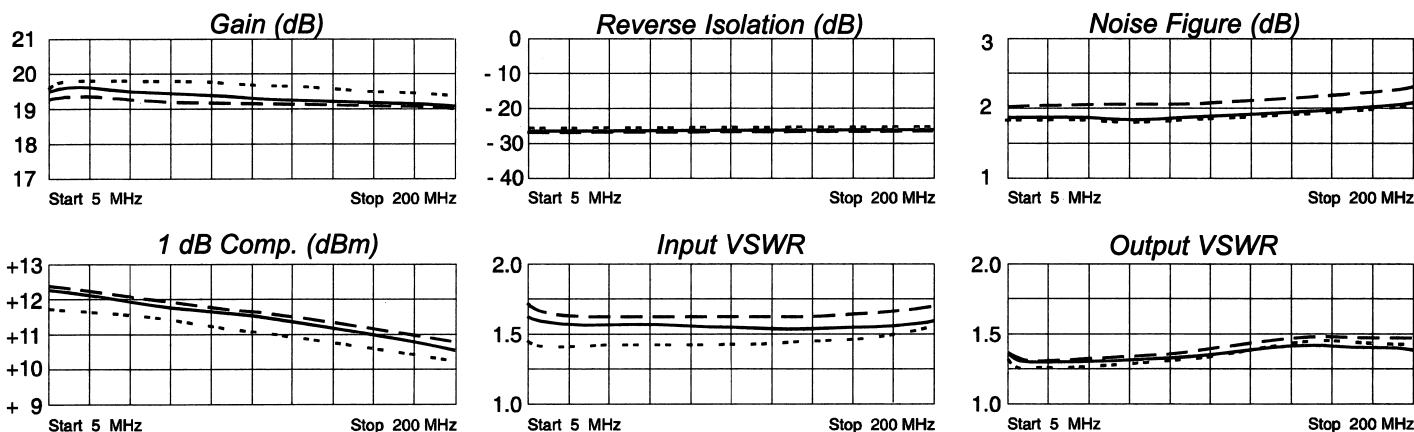 Gain (dB)
21
20
19
18
17
Start 5 MHz
Stop 200 MHz
Reverse Isolation (dB)
0
- 10
- 20
- 30
- 40
Start 5 MHz
Stop 200 MHz
Noise Figure (dB)
3
2
1
Start 5 MHz
Stop 200 MHz
1 dB Comp. (dBm)
+13
+12
+11
+10
+ 9
Start 5 MHz
Stop 200 MHz
Input VSWR
2.0
1.5
1.0
Start 5 MHz
Stop 200 MHz
Output VSWR
2.0
1.5
1.0
Start 5 MHz
Stop 200 MHz